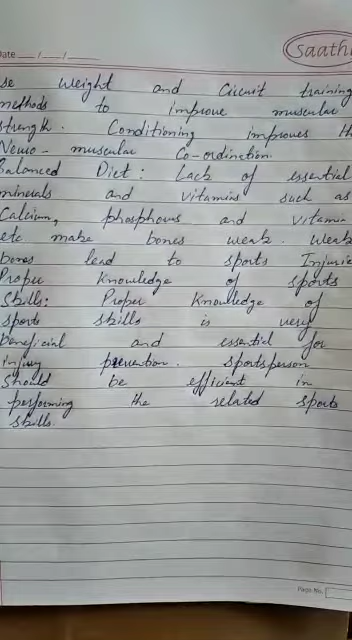 saathi
Date / /
se weight and Circuit training
methods to improve muscular
strength. Conditioning improves th
Neuro-muscular Co-ordination.
Balanced Diet: Lack of essential
minerals and vitamins such as
Calcium, phosphorus and vitamin
etc make bones weak. Weak
bones lead to sports Injurie
Proper knowledge of sports
Skills: Proper Knowledge of
sports skills is very
beneficial and essential for
injury prevention. Sportsperson
should be efficient in
performing the related sports
skills.
Page No.